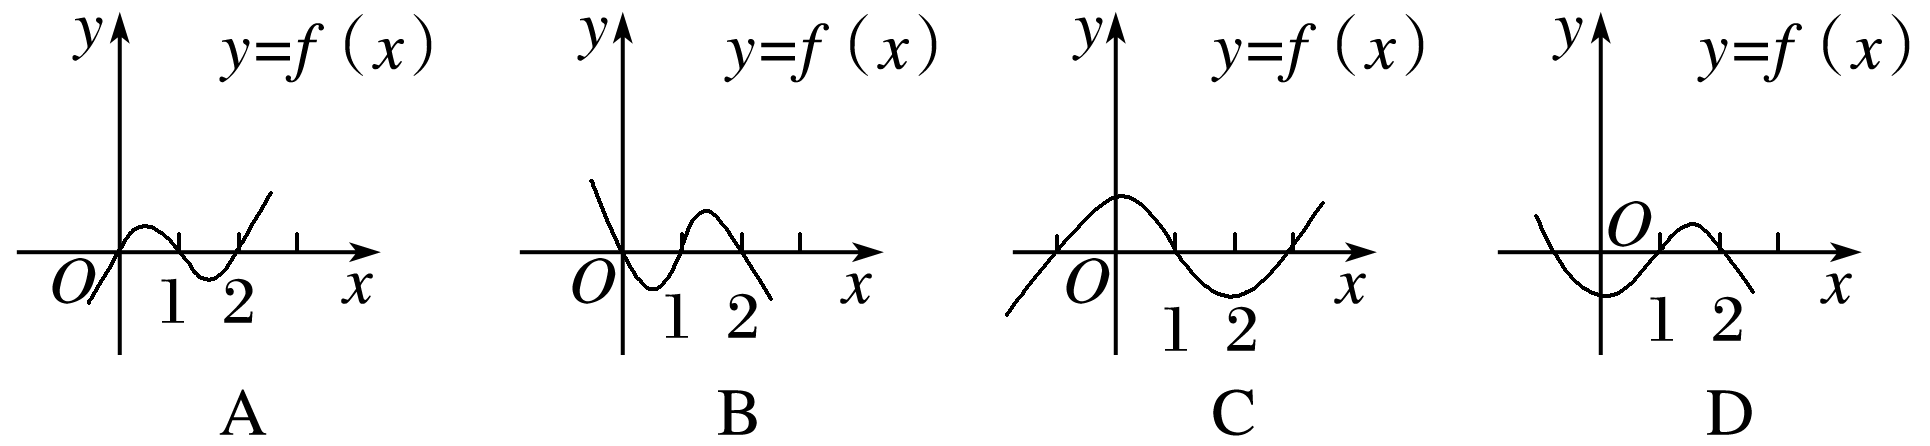 y y=f(x) O 1 2 x A
y y=f(x) O 1 2 x B
y y=f(x) O 1 2 x C
y y=f(x) O 1 2 x D